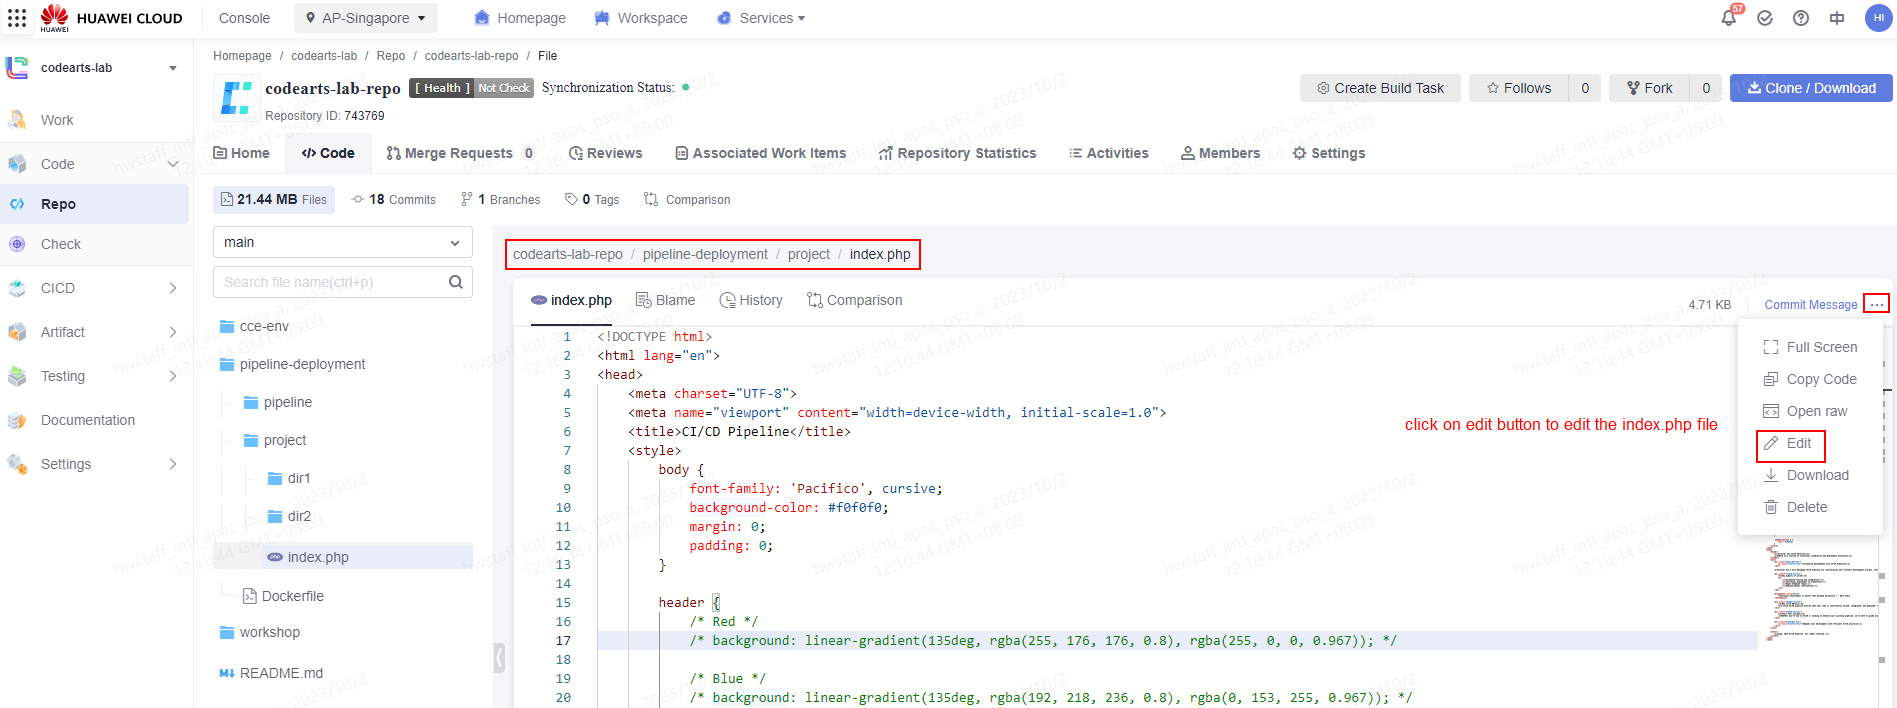 HUAWEI
HUAWEI CLOUD
Console
AP-Singapore
Homepage
Workspace
Services
57
中
HI
codearts-lab
Work
Code
Repo
Check
CICD
Artifact
Testing
Documentation
Settings
Homepage / codearts-lab / Repo / codearts-lab-repo / File
codearts-lab-repo [ Health ] Not Check Synchronization Status:
Repository ID: 743769
Create Build Task
Follows 0
Fork 0
Clone / Download
Home
Code
Merge Requests 0
Reviews
Associated Work Items
Repository Statistics
Activities
Members
Settings
21.44 MB Files
18 Commits
1 Branches
0 Tags
Comparison
main
Search file name(ctrl+p)
cce-env
pipeline-deployment
pipeline
project
dir1
dir2
php index.php
Dockerfile
workshop
M README.md
codearts-lab-repo / pipeline-deployment / project / index.php
php index.php
Blame
History
Comparison
4.71 KB
Commit Message
...
1 <!DOCTYPE html>
2 <html lang="en">
3 <head>
4 <meta charset="UTF-8">
5 <meta name="viewport" content="width=device-width, initial-scale=1.0">
6 <title>CI/CD Pipeline</title>
7 <style>
8 body {
9 font-family: 'Pacifico', cursive;
10 background-color: #f0f0f0;
11 margin: 0;
12 padding: 0;
13 }
14
15 header {
16 /* Red */
17 /* background: linear-gradient(135deg, rgba(255, 176, 176, 0.8), rgba(255, 0, 0, 0.967)); */
18
19 /* Blue */
20 /* background: linear-gradient(135deg, rgba(192, 218, 236, 0.8), rgba(0, 153, 255, 0.967)); */
Full Screen
Copy Code
Open raw
Edit
Download
Delete
click on edit button to edit the index.php file
hwstaff_intl_apac_pso_a, 2023/10/2
12:10:44 GMT+08:00